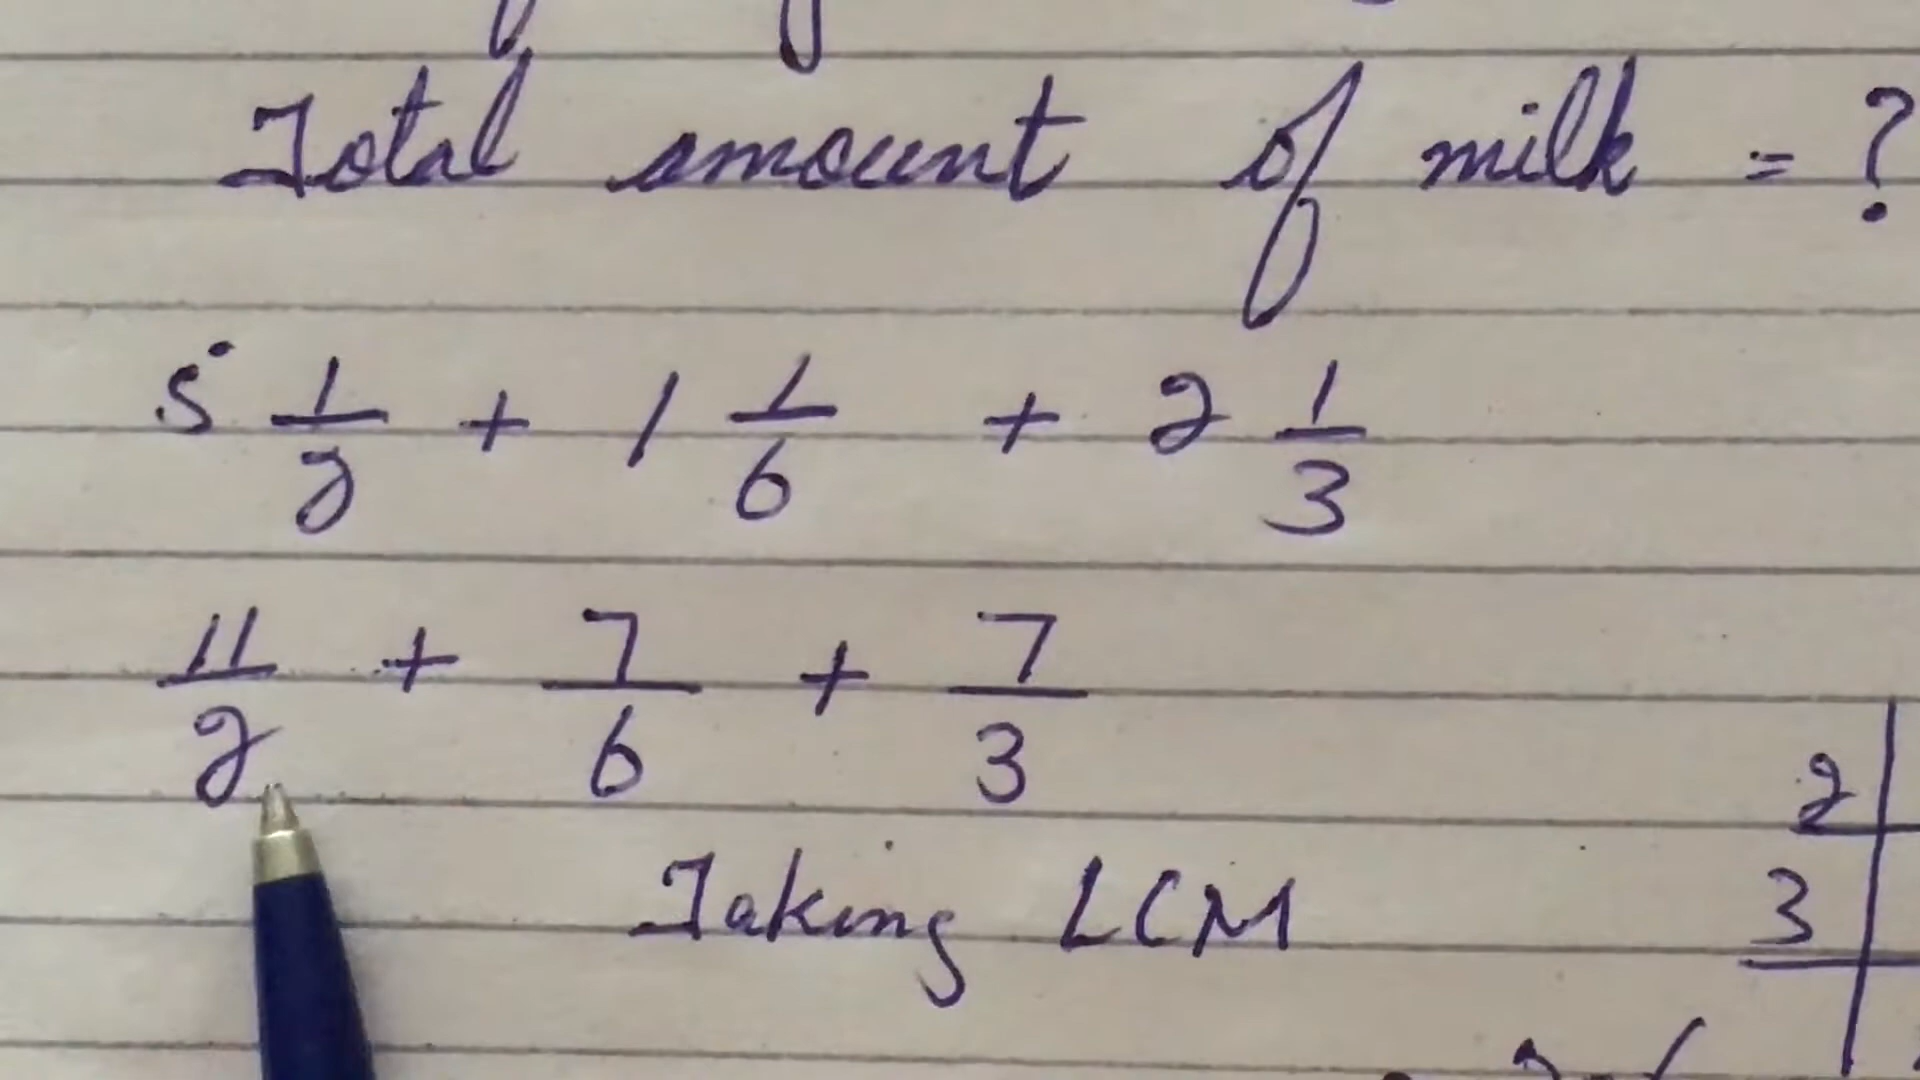 Total amount of milk = ?
5 1/2 + 1 1/6 + 2 1/3
11/2 + 7/6 + 7/3
2
Taking LCM
3